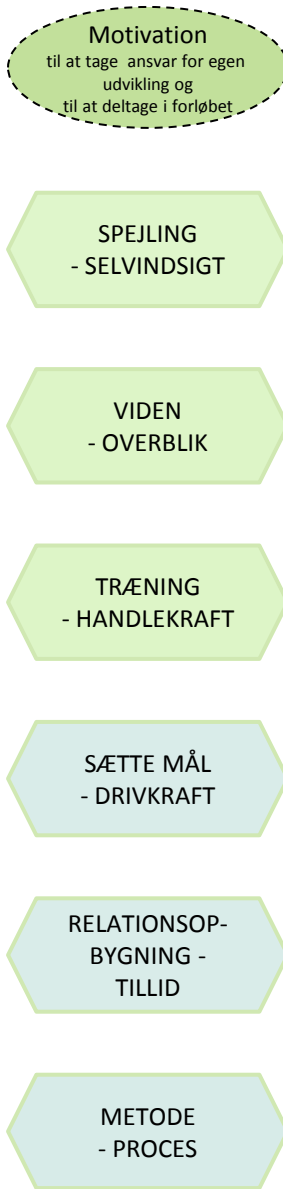 Motivation
til at tage ansvar for egen
udvikling og
til at deltage i forløbet
SPEJLING
- SELVINDSIGT
VIDEN
- OVERBLIK
TRÆNING
- HANDLEKRAFT
SÆTTE MÅL
- DRIVKRAFT
RELATIONSOP-
BYGNING -
TILLID
METODE
- PROCES